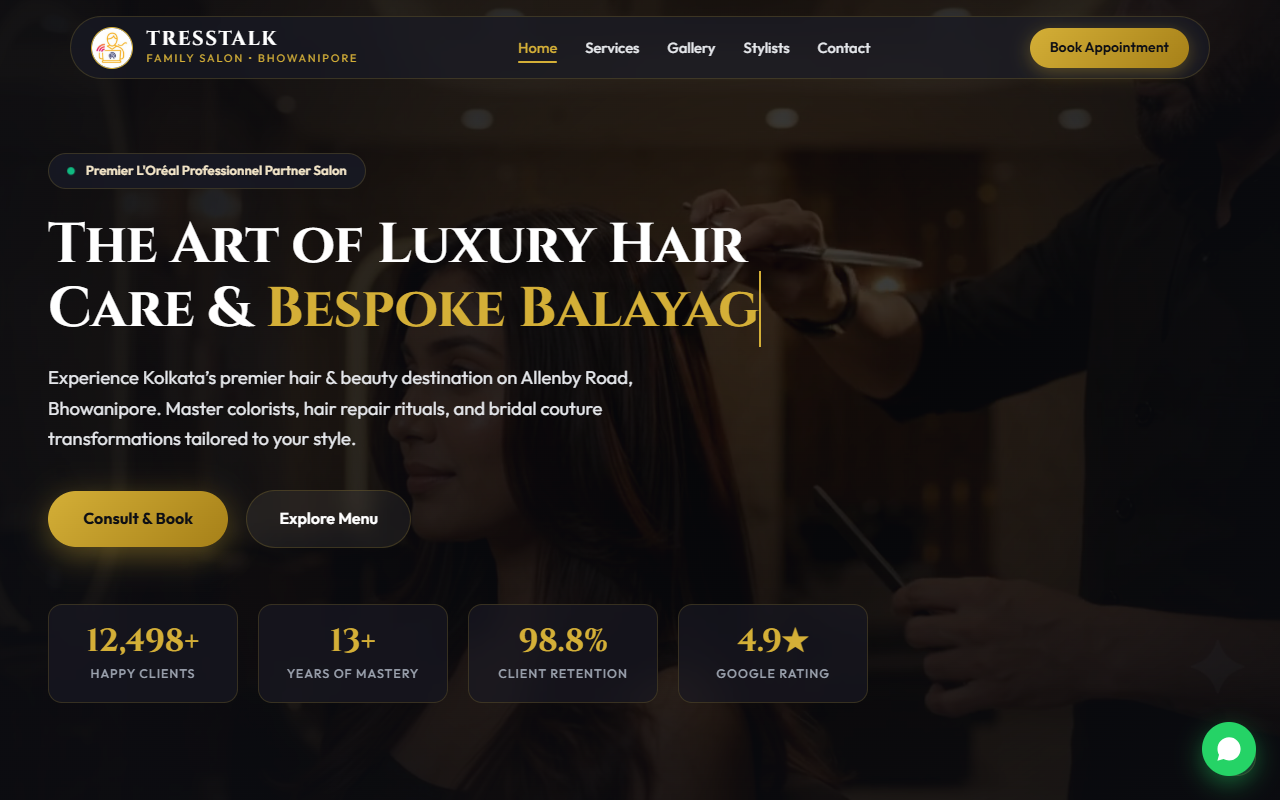 TRESSTALK
FAMILY SALON • BHOWANIPORE
Home
Services
Gallery
Stylists
Contact
Book Appointment
Premier L'Oréal Professionnel Partner Salon
The Art of Luxury Hair
Care & Bespoke Balayag
Experience Kolkata's premier hair & beauty destination on Allenby Road,
Bhowanipore. Master colorists, hair repair rituals, and bridal couture
transformations tailored to your style.
Consult & Book
Explore Menu
12,498+
HAPPY CLIENTS
13+
YEARS OF MASTERY
98.8%
CLIENT RETENTION
4.9★
GOOGLE RATING